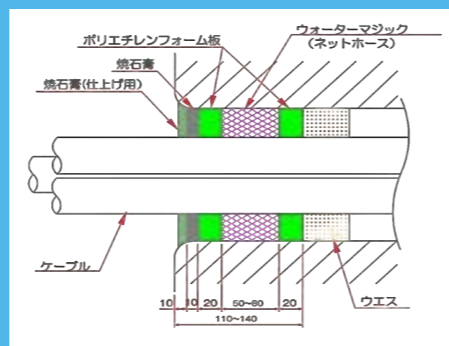 ポリエチレンフォーム板
ウォーターマジック
(ネットホース)
焼石膏
焼石膏(仕上げ用)
ケーブル
ウエス
10 10 20 50~80 20
110~140